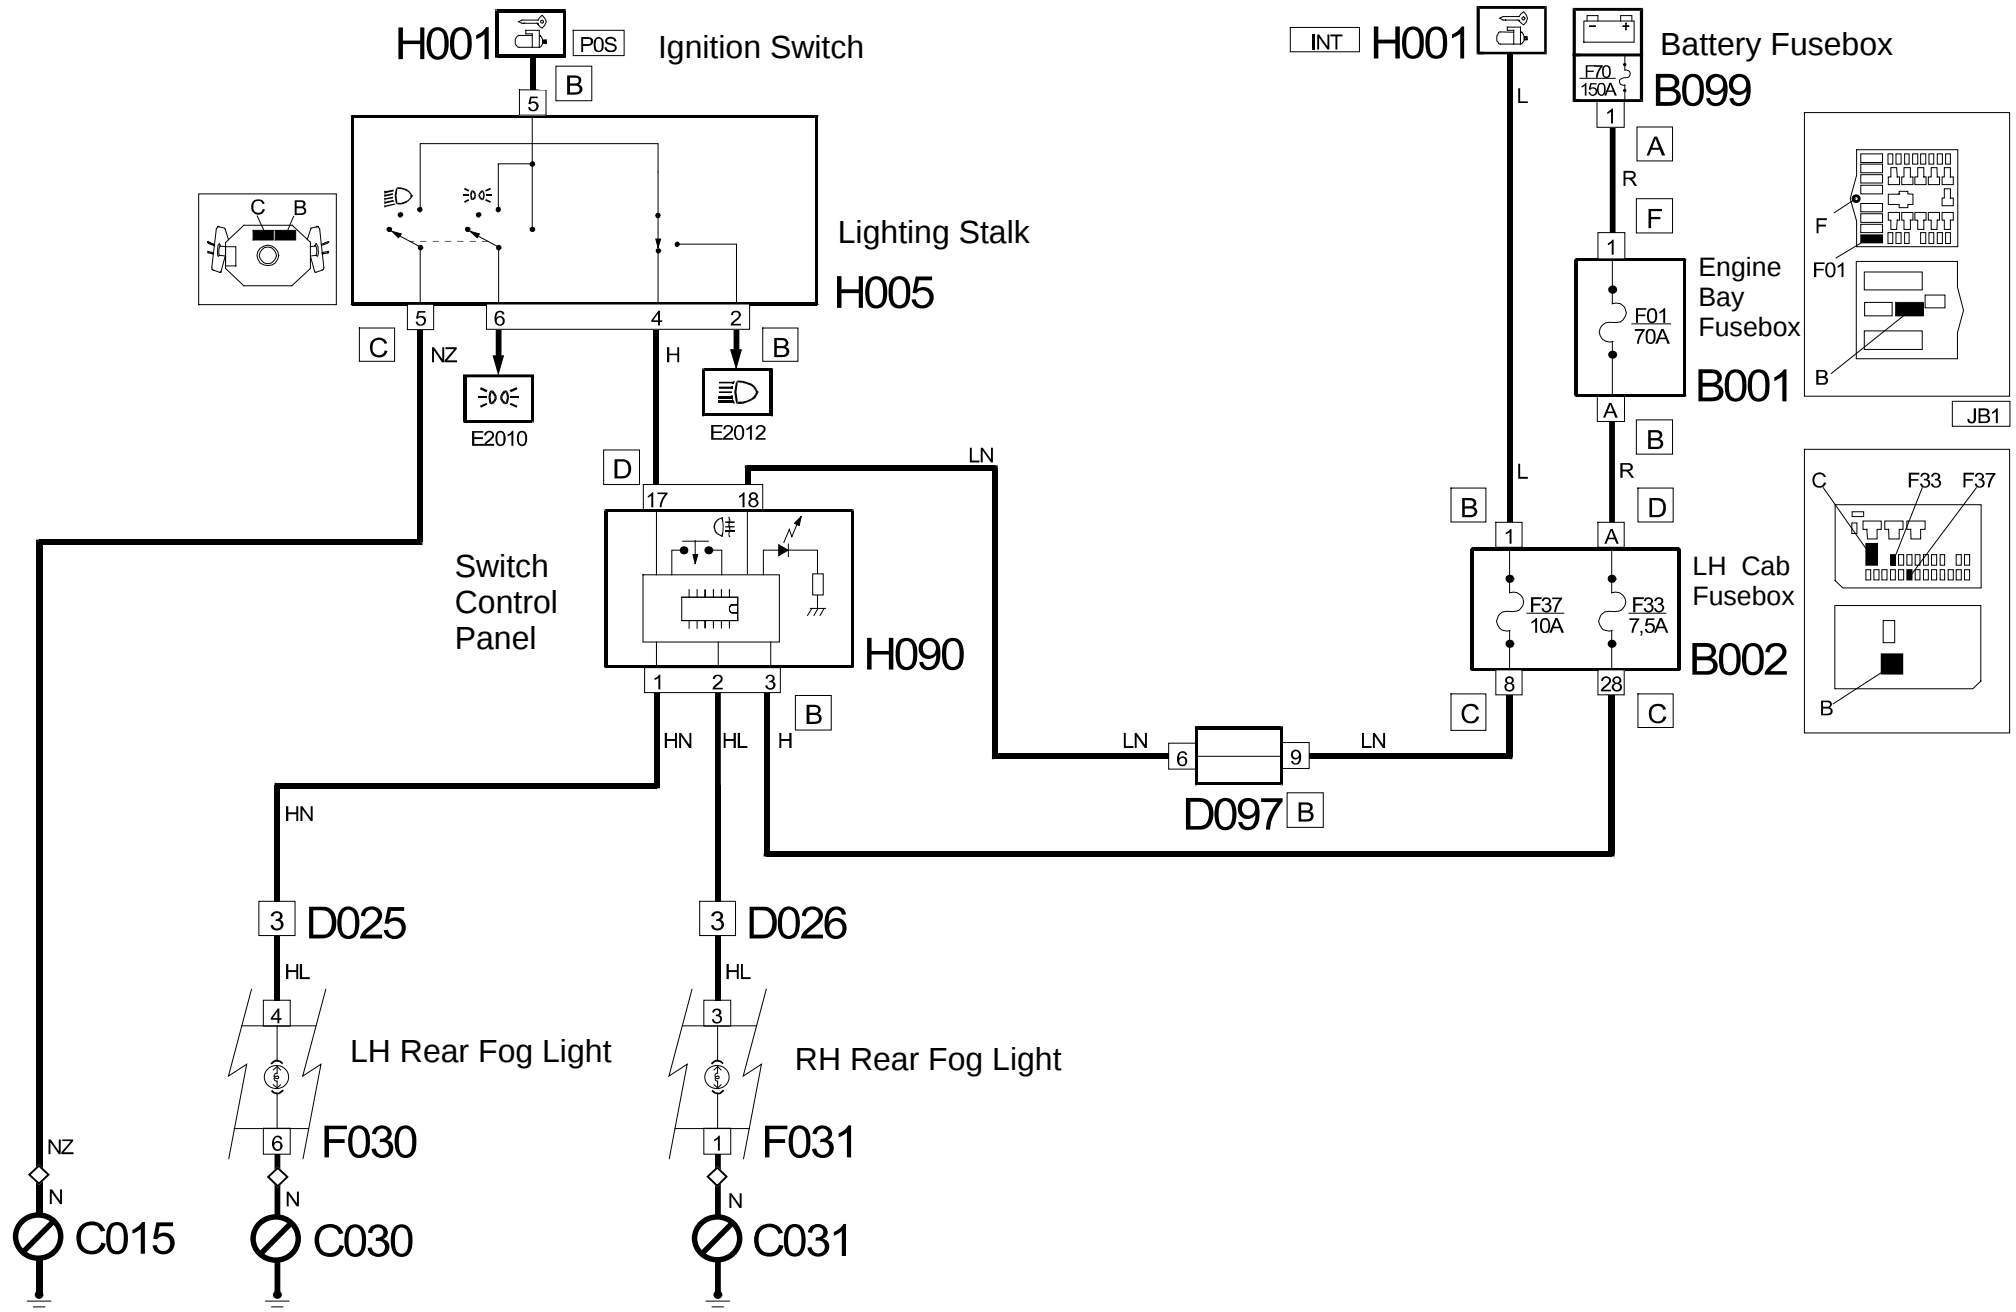 H001
P0S
Ignition Switch
INT
H001
Battery Fusebox
F70
150A
B099
B
5
L
1
A
R
F
C B
Lighting Stalk
H005
F
F01
B
JB1
1
Engine
Bay
Fusebox
F01
70A
B001
A
B
5
6
4
2
C
NZ
H
B
E2010
E2012
LN
D
17
18
L
R
B
D
1
A
C
F33
F37
B
Switch
Control
Panel
H090
F37
10A
F33
7,5A
LH Cab
Fusebox
B002
1
2
3
B
8
28
C
C
HN
HL
H
LN
6
9
LN
D097
B
HN
3
D025
3
D026
HL
HL
4
3
LH Rear Fog Light
RH Rear Fog Light
6
F030
1
F031
NZ
N
N
N
C015
C030
C031